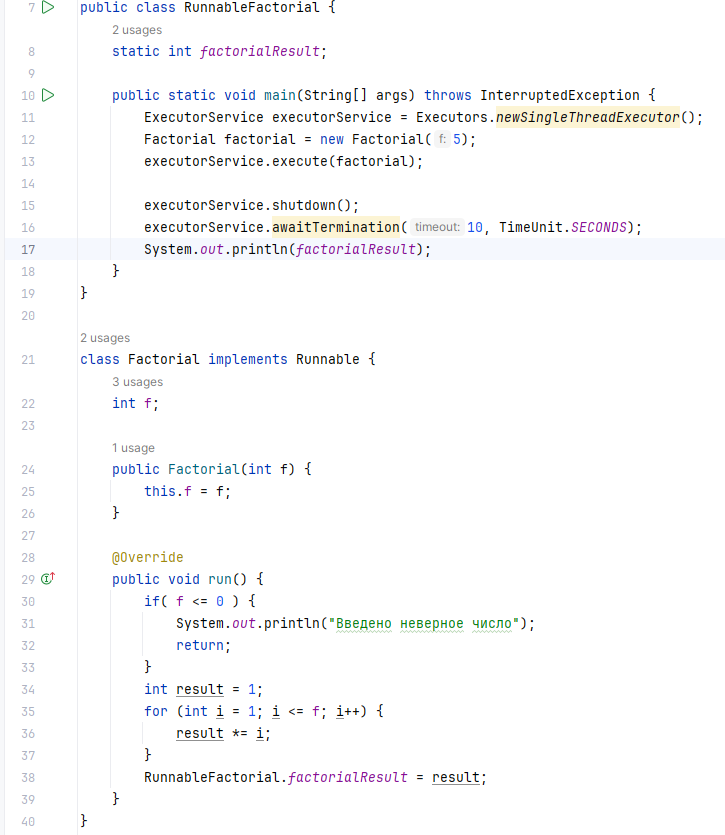 7 public class RunnableFactorial {
2 usages
8 static int factorialResult;
9
10 public static void main(String[] args) throws InterruptedException {
11 ExecutorService executorService = Executors.newSingleThreadExecutor();
12 Factorial factorial = new Factorial( f: 5);
13 executorService.execute(factorial);
14
15 executorService.shutdown();
16 executorService.awaitTermination( timeout: 10, TimeUnit.SECONDS);
17 System.out.println(factorialResult);
18 }
19 }
20
2 usages
21 class Factorial implements Runnable {
3 usages
22 int f;
23
1 usage
24 public Factorial(int f) {
25 this.f = f;
26 }
27
28 @Override
29 public void run() {
30 if( f <= 0 ) {
31 System.out.println("Введено неверное число");
32 return;
33 }
34 int result = 1;
35 for (int i = 1; i <= f; i++) {
36 result *= i;
37 }
38 RunnableFactorial.factorialResult = result;
39 }
40 }